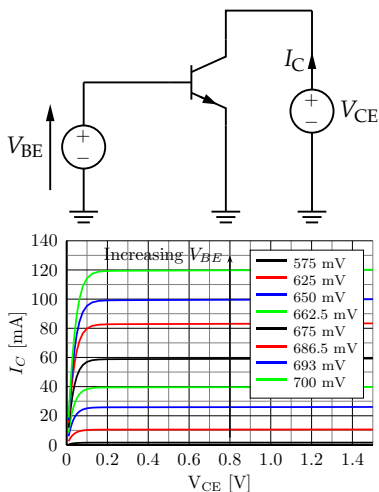 I_C
V_BE
+
−
+
−
V_CE
Increasing V_BE
575 mV
625 mV
650 mV
662.5 mV
675 mV
686.5 mV
693 mV
700 mV
I_C [mA]
140
120
100
80
60
40
20
0
0 0.2 0.4 0.6 0.8 1.0 1.2 1.4
V_CE [V]